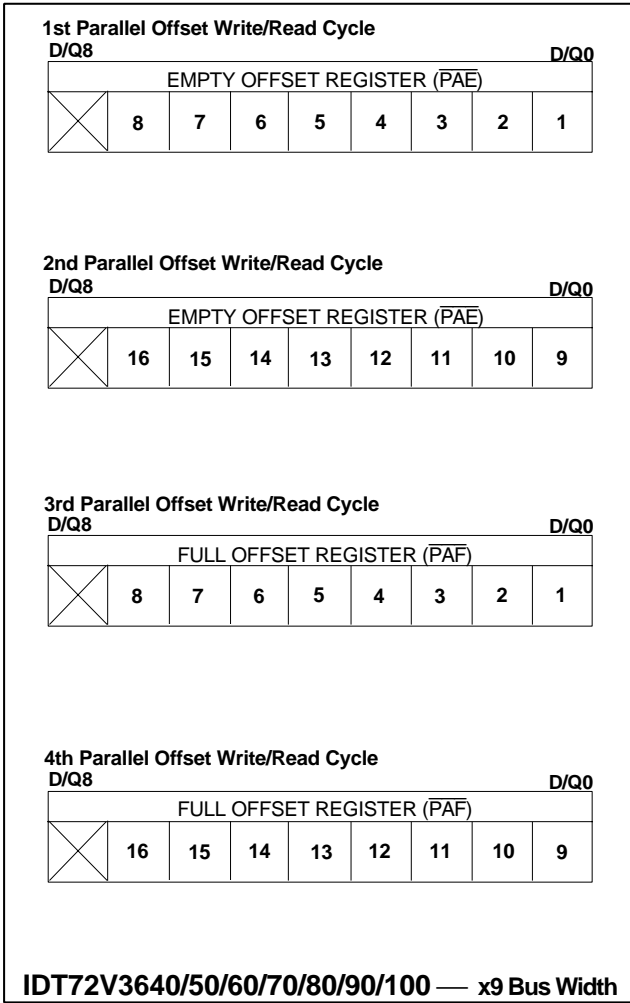 1st Parallel Offset Write/Read Cycle
D/Q8 D/Q0
EMPTY OFFSET REGISTER (PAE)
8 7 6 5 4 3 2 1
2nd Parallel Offset Write/Read Cycle
D/Q8 D/Q0
EMPTY OFFSET REGISTER (PAE)
16 15 14 13 12 11 10 9
3rd Parallel Offset Write/Read Cycle
D/Q8 D/Q0
FULL OFFSET REGISTER (PAF)
8 7 6 5 4 3 2 1
4th Parallel Offset Write/Read Cycle
D/Q8 D/Q0
FULL OFFSET REGISTER (PAF)
16 15 14 13 12 11 10 9
IDT72V3640/50/60/70/80/90/100 — x9 Bus Width